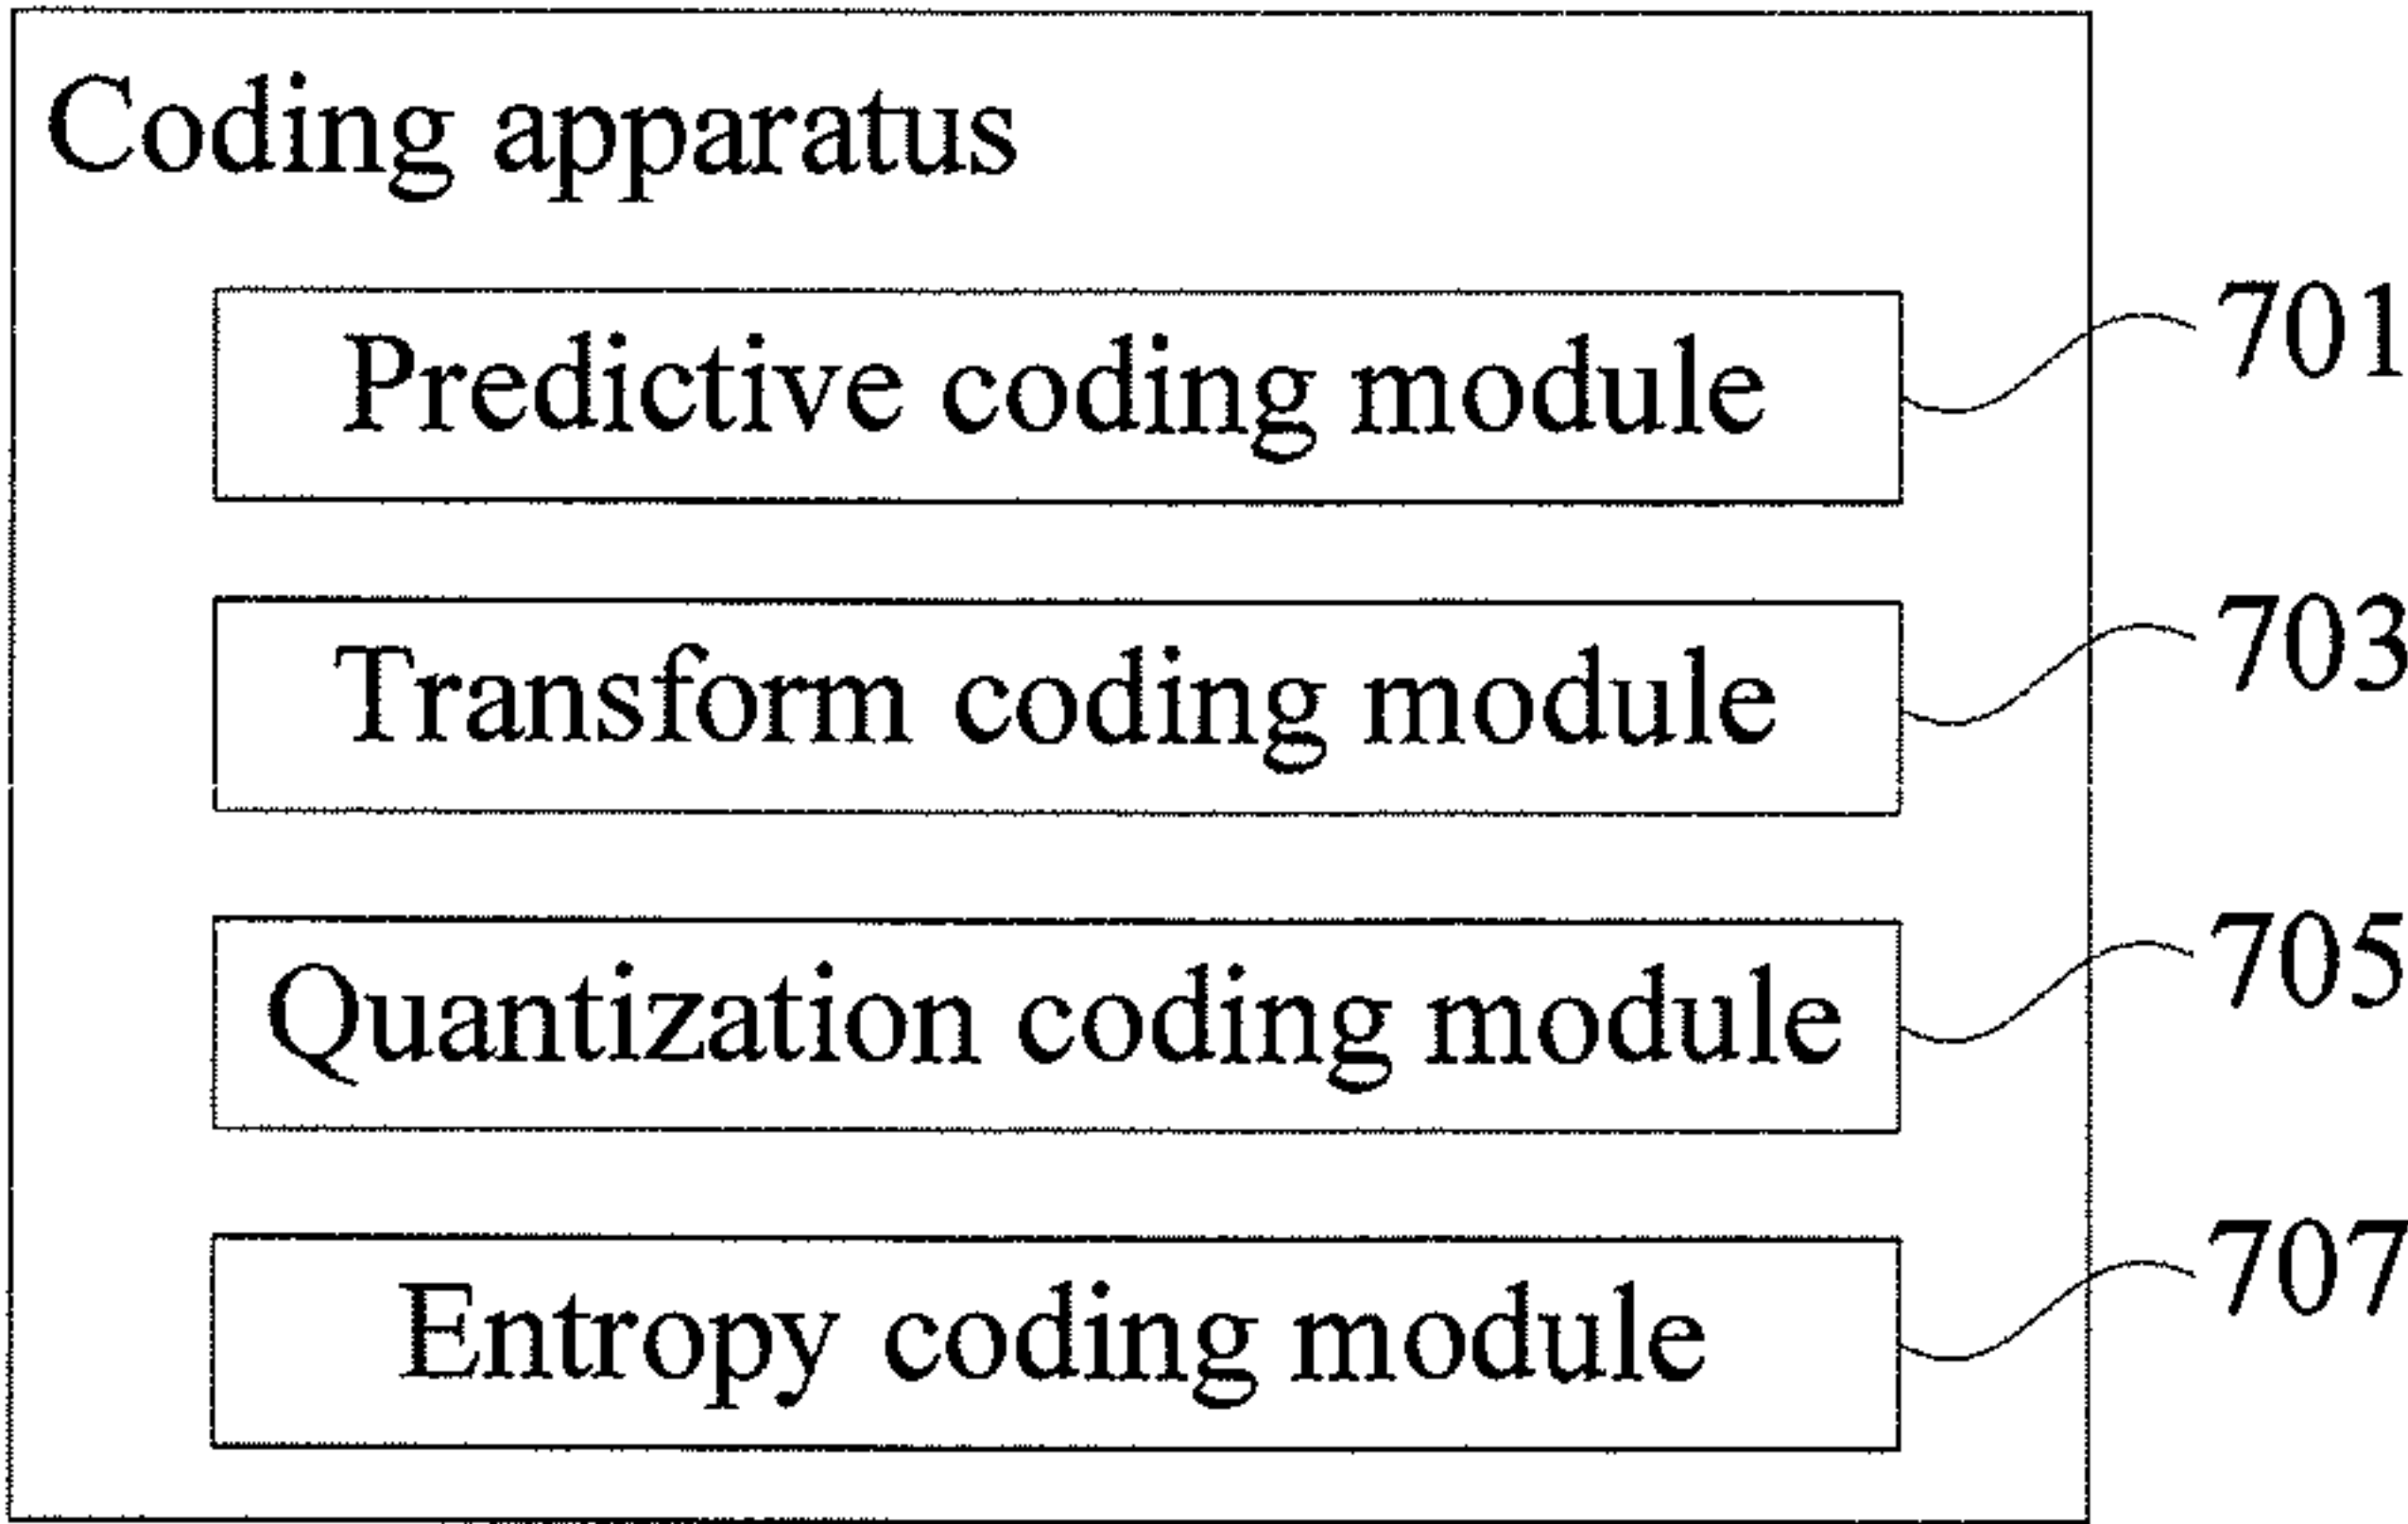 Coding apparatus
Predictive coding module 701
Transform coding module 703
Quantization coding module 705
Entropy coding module 707